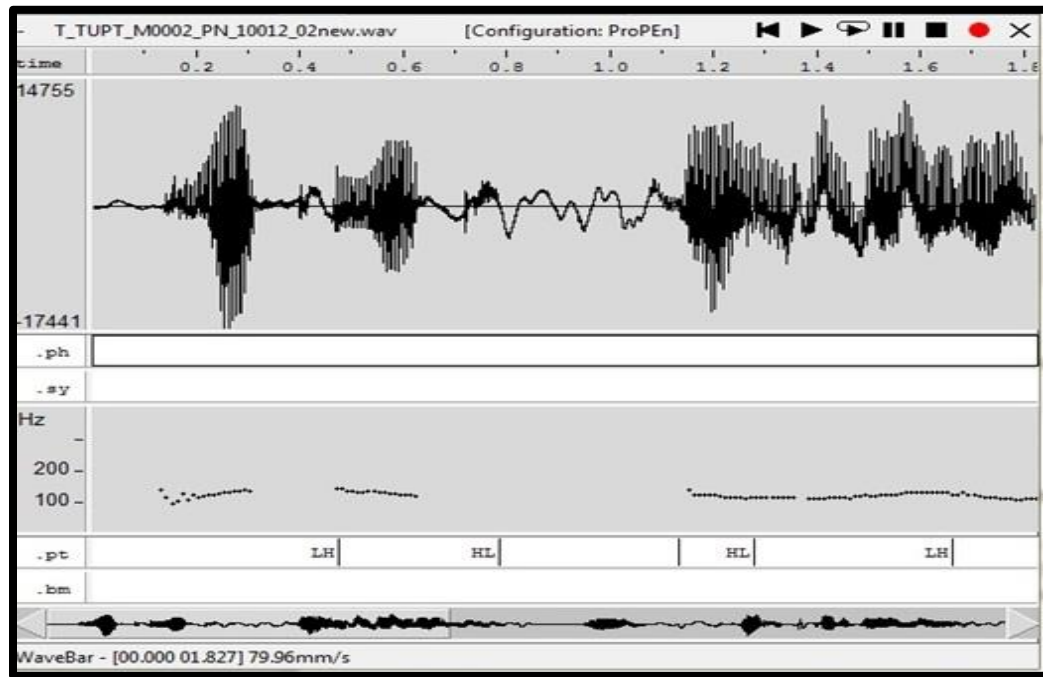 - T_TUPT_M0002_PN_10012_02new.wav [Configuration: ProPEn]
time 0.2 0.4 0.6 0.8 1.0 1.2 1.4 1.6 1.8
14755
-17441
.ph
.sy
Hz
200
100
.pt LH HL HL LH
.bm
WaveBar - [00.000 01.827] 79.96mm/s